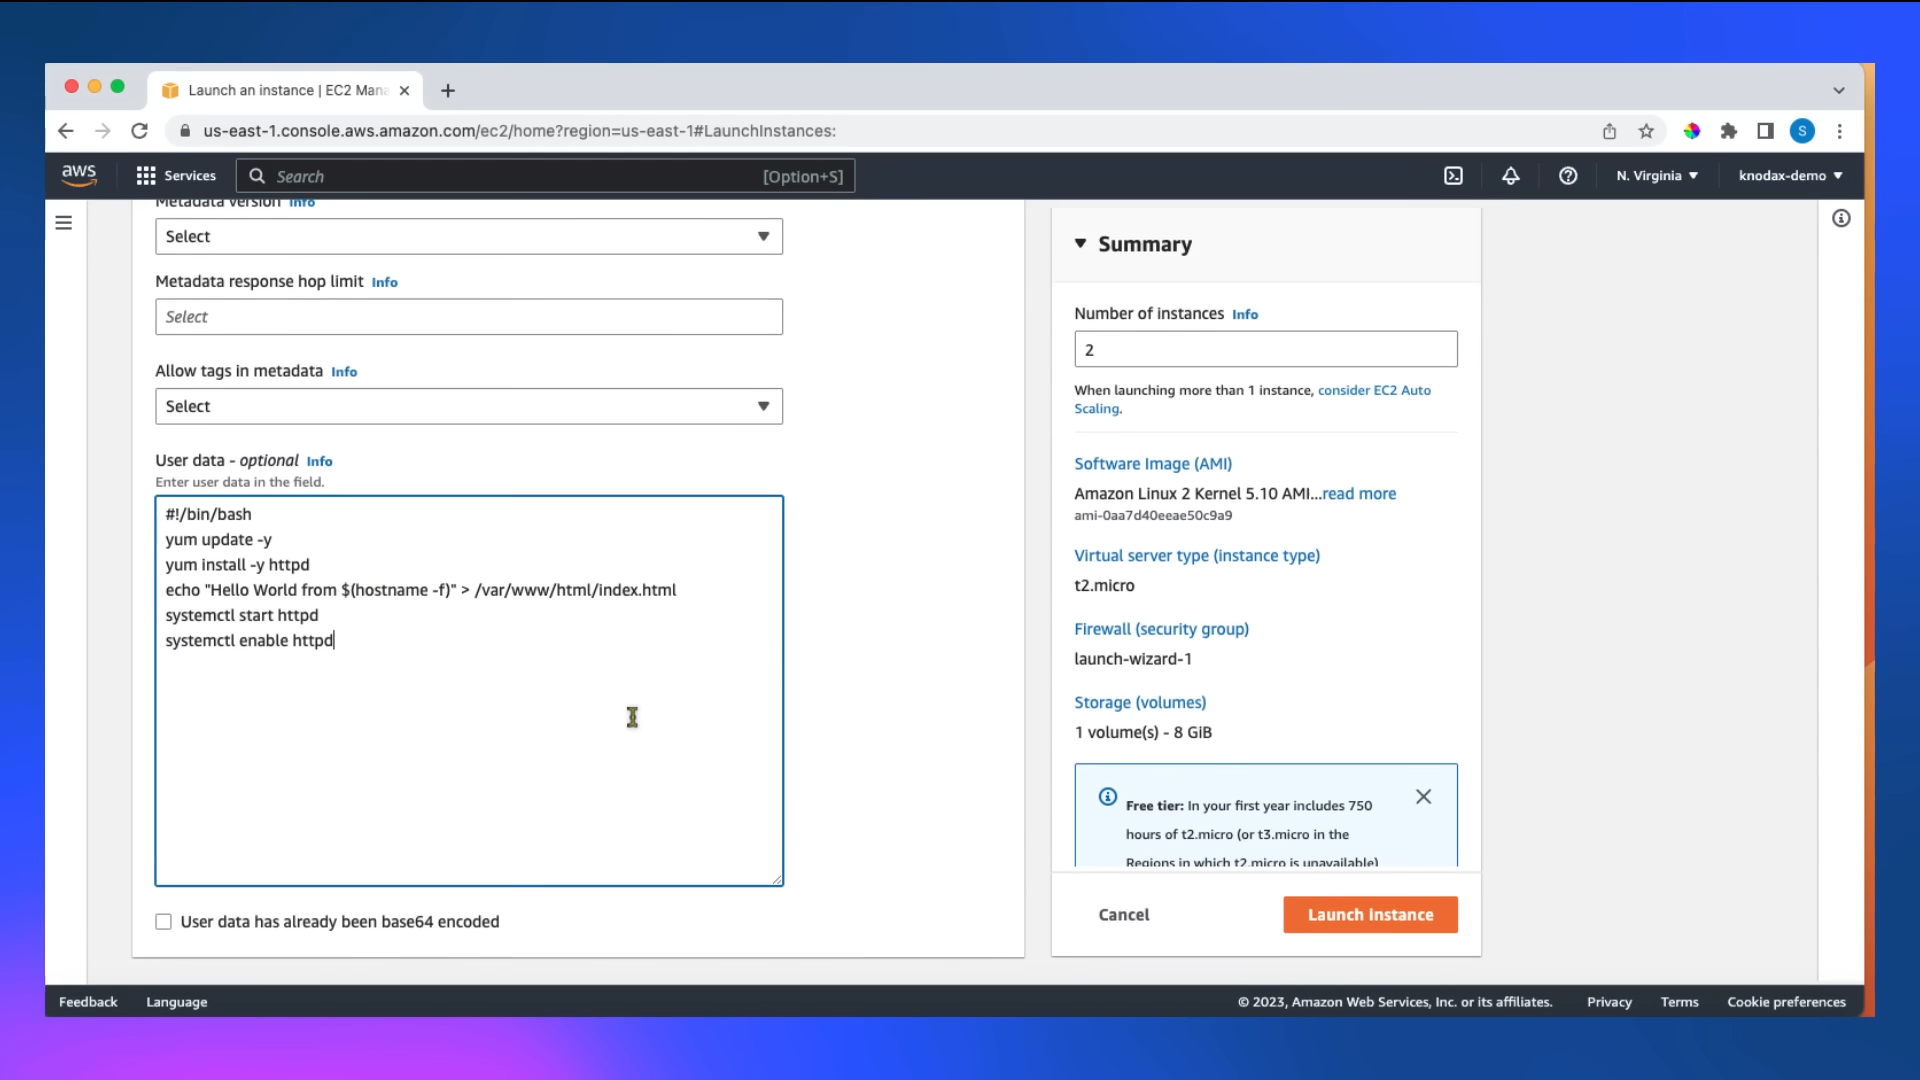 Launch an instance | EC2 Mana
us-east-1.console.aws.amazon.com/ec2/home?region=us-east-1#LaunchInstances:
S
aws
Services
Search
[Option+S]
N. Virginia
knodax-demo
Metadata version Info
Select
Metadata response hop limit Info
Select
Allow tags in metadata Info
Select
User data - optional Info
Enter user data in the field.
#!/bin/bash
yum update -y
yum install -y httpd
echo "Hello World from $(hostname -f)" > /var/www/html/index.html
systemctl start httpd
systemctl enable httpd
User data has already been base64 encoded
Summary
Number of instances Info
2
When launching more than 1 instance, consider EC2 Auto
Scaling.
Software Image (AMI)
Amazon Linux 2 Kernel 5.10 AMI...read more
ami-0aa7d40eeae50c9a9
Virtual server type (instance type)
t2.micro
Firewall (security group)
launch-wizard-1
Storage (volumes)
1 volume(s) - 8 GiB
Free tier: In your first year includes 750
hours of t2.micro (or t3.micro in the
Regions in which t2.micro is unavailable)
Cancel
Launch instance
Feedback
Language
© 2023, Amazon Web Services, Inc. or its affiliates.
Privacy
Terms
Cookie preferences